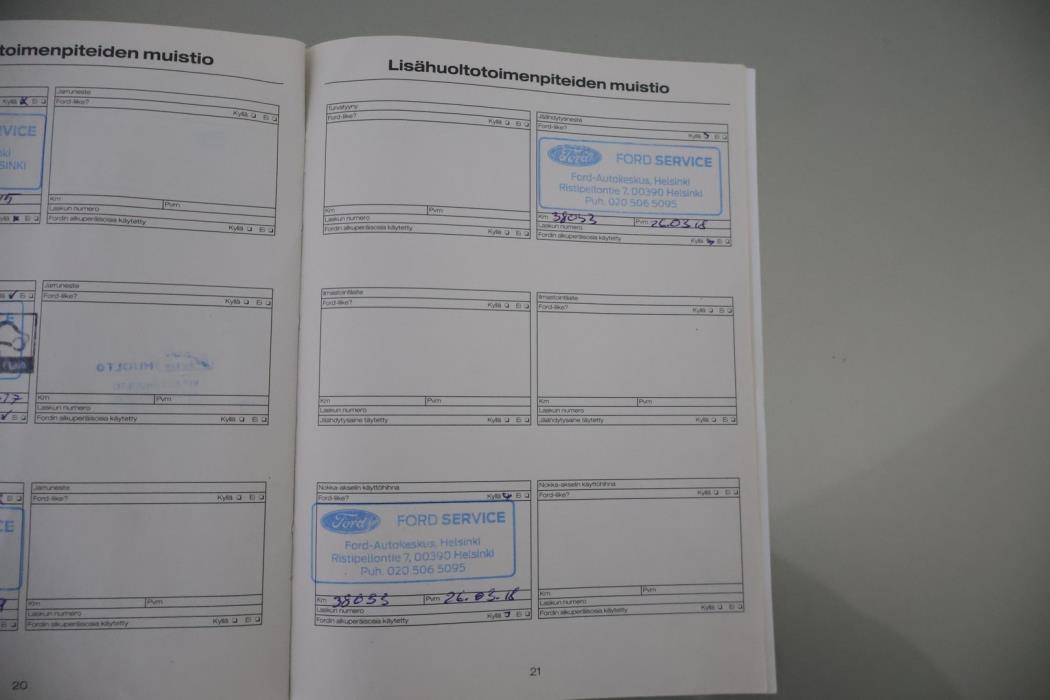 toimenpiteiden muistio
Kyllä Ei
VICE
SINKI
15
Kyllä Ei
Jarruneste
Ford-liike?
Kyllä Ei
Km Pvm
Laskun numero
Fordin alkuperäisosia käytetty
Kyllä Ei
Jarruneste
Ford-liike?
Kyllä Ei
Km Pvm
Laskun numero
Fordin alkuperäisosia käytetty
Kyllä Ei
Jarruneste
Ford-liike?
Kyllä Ei
Km Pvm
Laskun numero
Fordin alkuperäisosia käytetty
Kyllä Ei
20
Lisähuoltotoimenpiteiden muistio
Turvatyyny
Ford-liike?
Kyllä Ei
Km Pvm
Laskun numero
Fordin alkuperäisosia käytetty
Kyllä Ei
Jäähdytysneste
Ford-liike?
Kyllä Ei
Ford FORD SERVICE
Ford-Autokeskus, Helsinki
Ristipellontie 7, 00390 Helsinki
Puh. 020 506 5095
Km 38053 Pvm 26.03.18
Laskun numero
Fordin alkuperäisosia käytetty
Kyllä Ei
Ilmastointilaite
Ford-liike?
Kyllä Ei
Km Pvm
Laskun numero
Jäähdytysaine täytetty
Kyllä Ei
Ilmastointilaite
Ford-liike?
Kyllä Ei
Km Pvm
Laskun numero
Jäähdytysaine täytetty
Kyllä Ei
Nokka-akselin käyttöhihna
Ford-liike?
Kyllä Ei
Ford FORD SERVICE
Ford-Autokeskus, Helsinki
Ristipellontie 7, 00390 Helsinki
Puh. 020 506 5095
Km 38053 Pvm 26.03.18
Laskun numero
Fordin alkuperäisosia käytetty
Kyllä Ei
Nokka-akselin käyttöhihna
Ford-liike?
Kyllä Ei
Km Pvm
Laskun numero
Fordin alkuperäisosia käytetty
Kyllä Ei
21